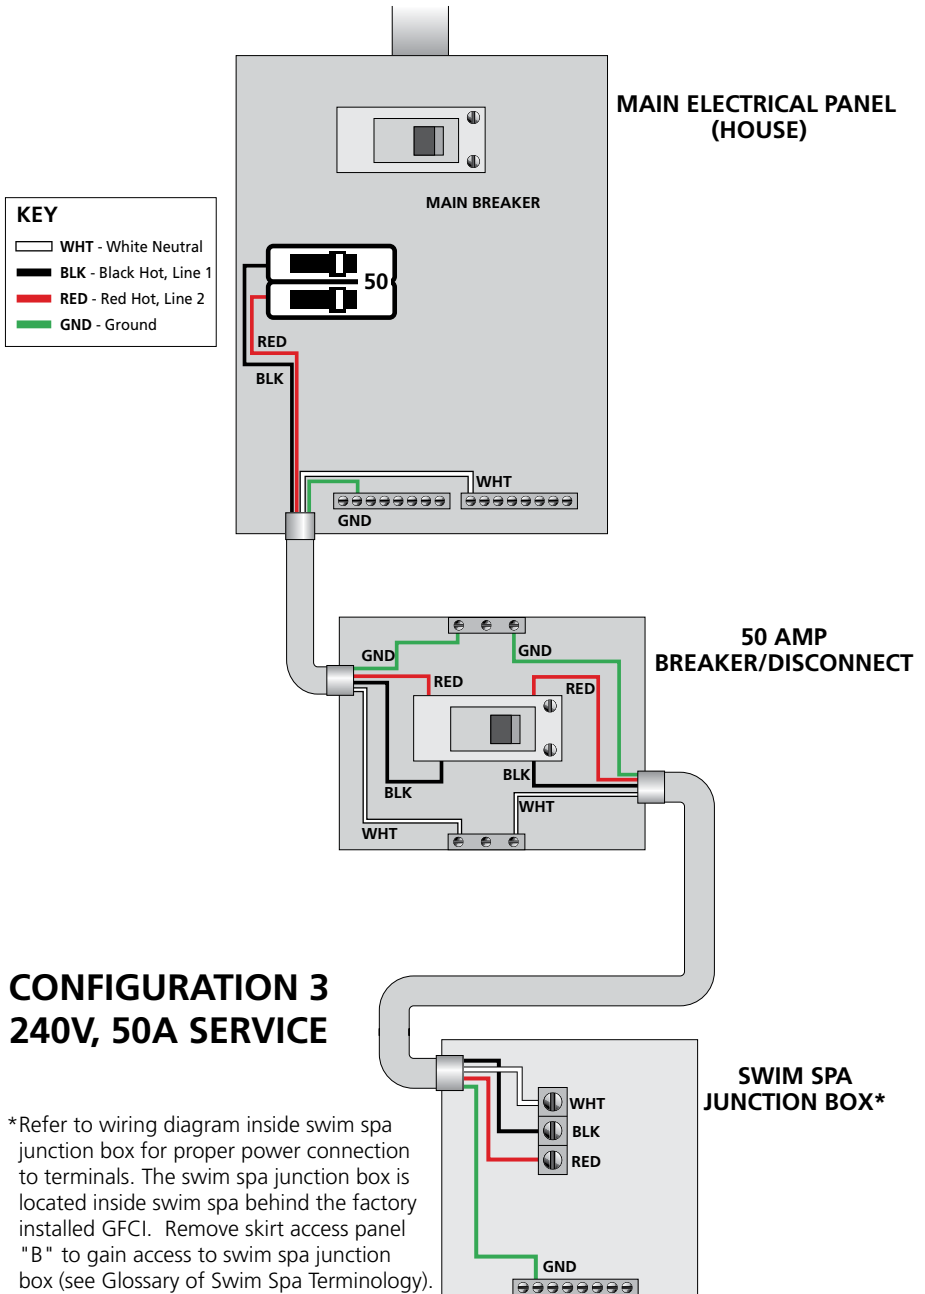 MAIN ELECTRICAL PANEL
(HOUSE)
MAIN BREAKER
KEY
WHT - White Neutral
BLK - Black Hot, Line 1
RED - Red Hot, Line 2
GND - Ground
50
RED
BLK
WHT
GND
50 AMP
BREAKER/DISCONNECT
GND
GND
RED
RED
BLK
BLK
WHT
WHT
CONFIGURATION 3
240V, 50A SERVICE
SWIM SPA
JUNCTION BOX*
WHT
BLK
RED
GND
*Refer to wiring diagram inside swim spa
junction box for proper power connection
to terminals. The swim spa junction box is
located inside swim spa behind the factory
installed GFCI. Remove skirt access panel
"B" to gain access to swim spa junction
box (see Glossary of Swim Spa Terminology).